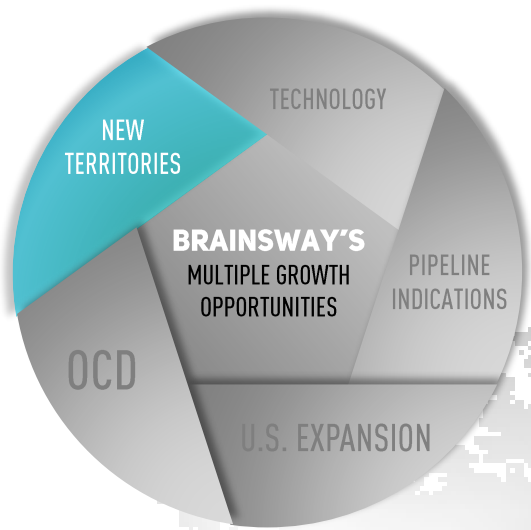 TECHNOLOGY
NEW
TERRITORIES
BRAINSWAY'S
MULTIPLE GROWTH
OPPORTUNITIES
PIPELINE
INDICATIONS
OCD
U.S. EXPANSION